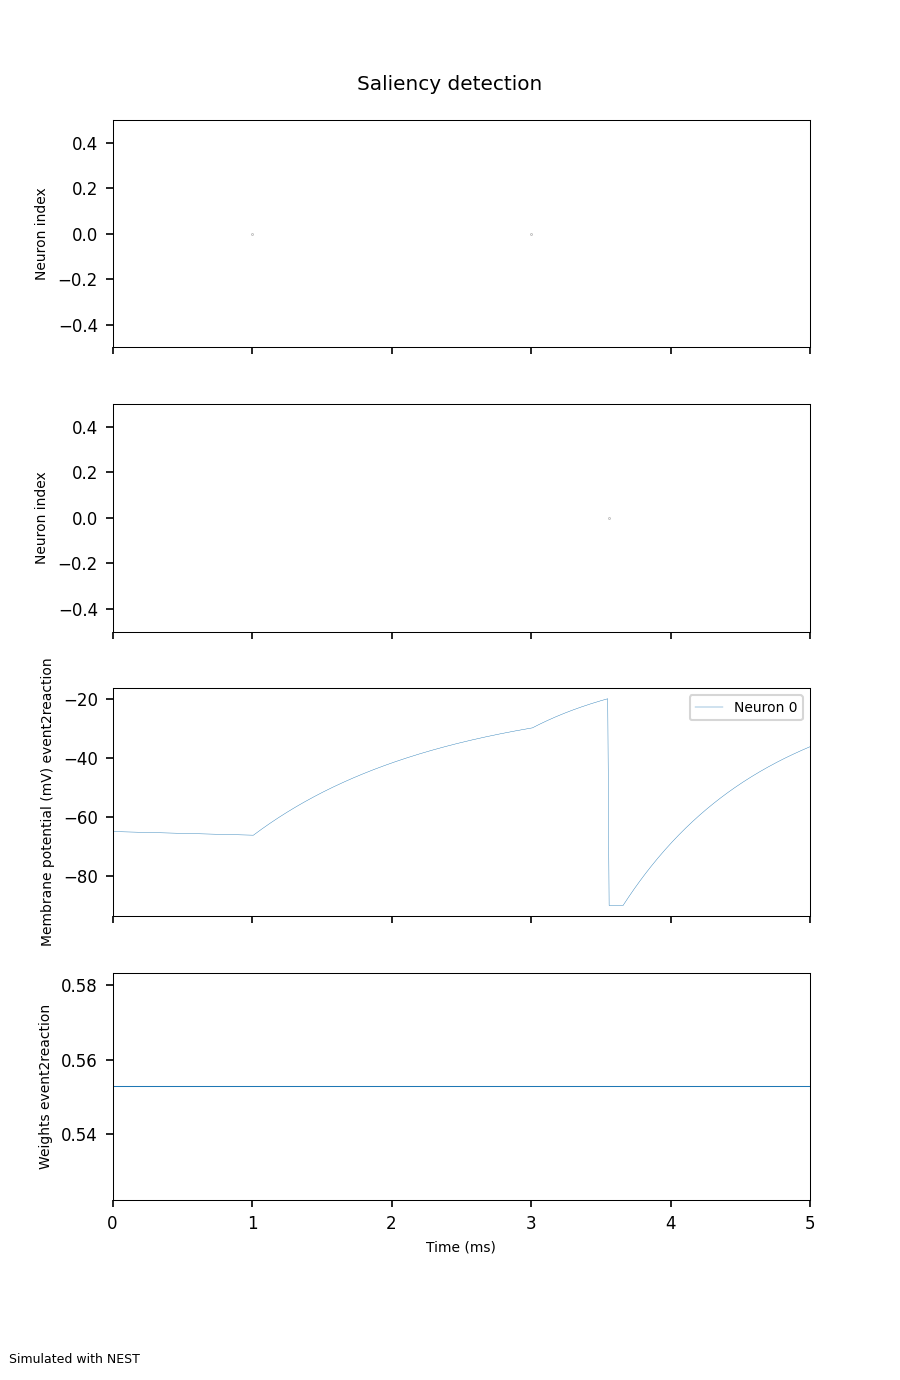 Saliency detection
0.4
0.2
0.0
−0.2
−0.4
Neuron index
0.4
0.2
0.0
−0.2
−0.4
Neuron index
−20
−40
−60
−80
Membrane potential (mV) event2reaction
Neuron 0
0.58
0.56
0.54
Weights event2reaction
0 1 2 3 4 5
Time (ms)
Simulated with NEST